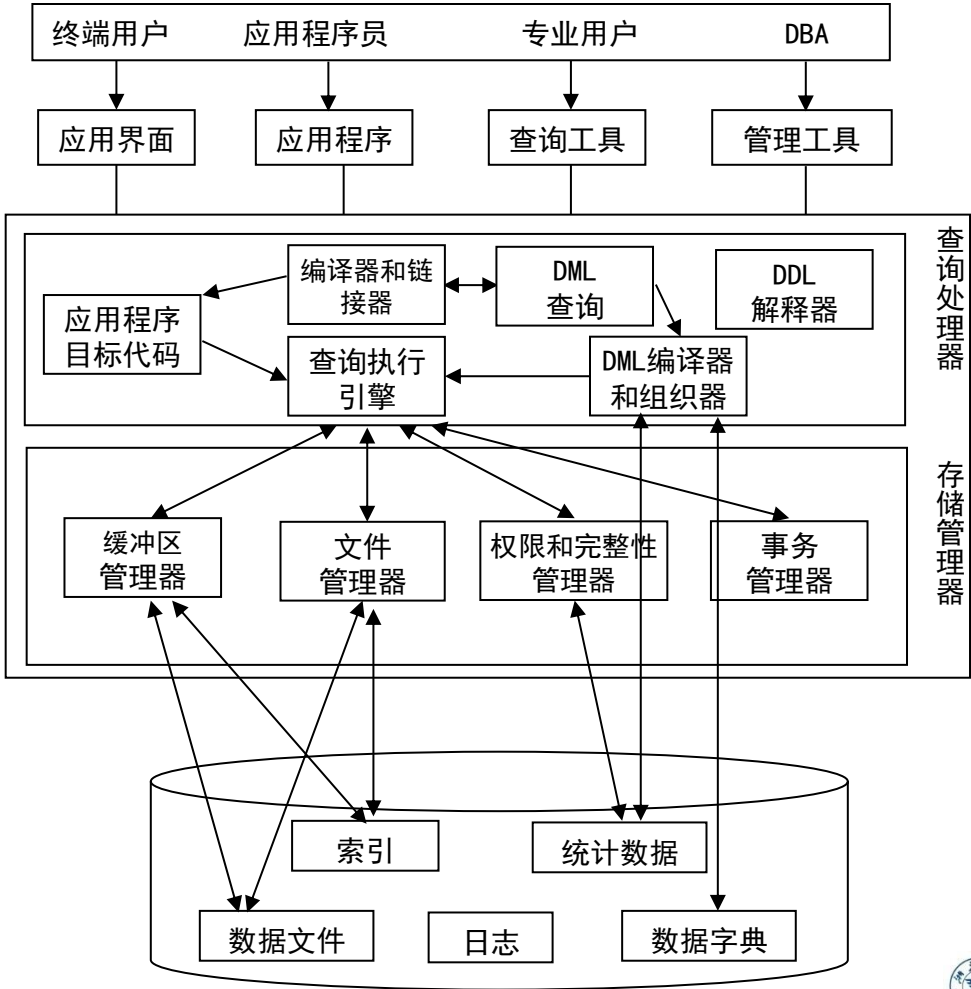 终端用户 应用程序员 专业用户 DBA
应用界面 应用程序 查询工具 管理工具
查询处理器
编译器和链
接器
DML
查询
DDL
解释器
应用程序
目标代码
查询执行
引擎
DML编译器
和组织器
存储管理器
缓冲区
管理器
文件
管理器
权限和完整性
管理器
事务
管理器
索引 统计数据
数据文件 日志 数据字典